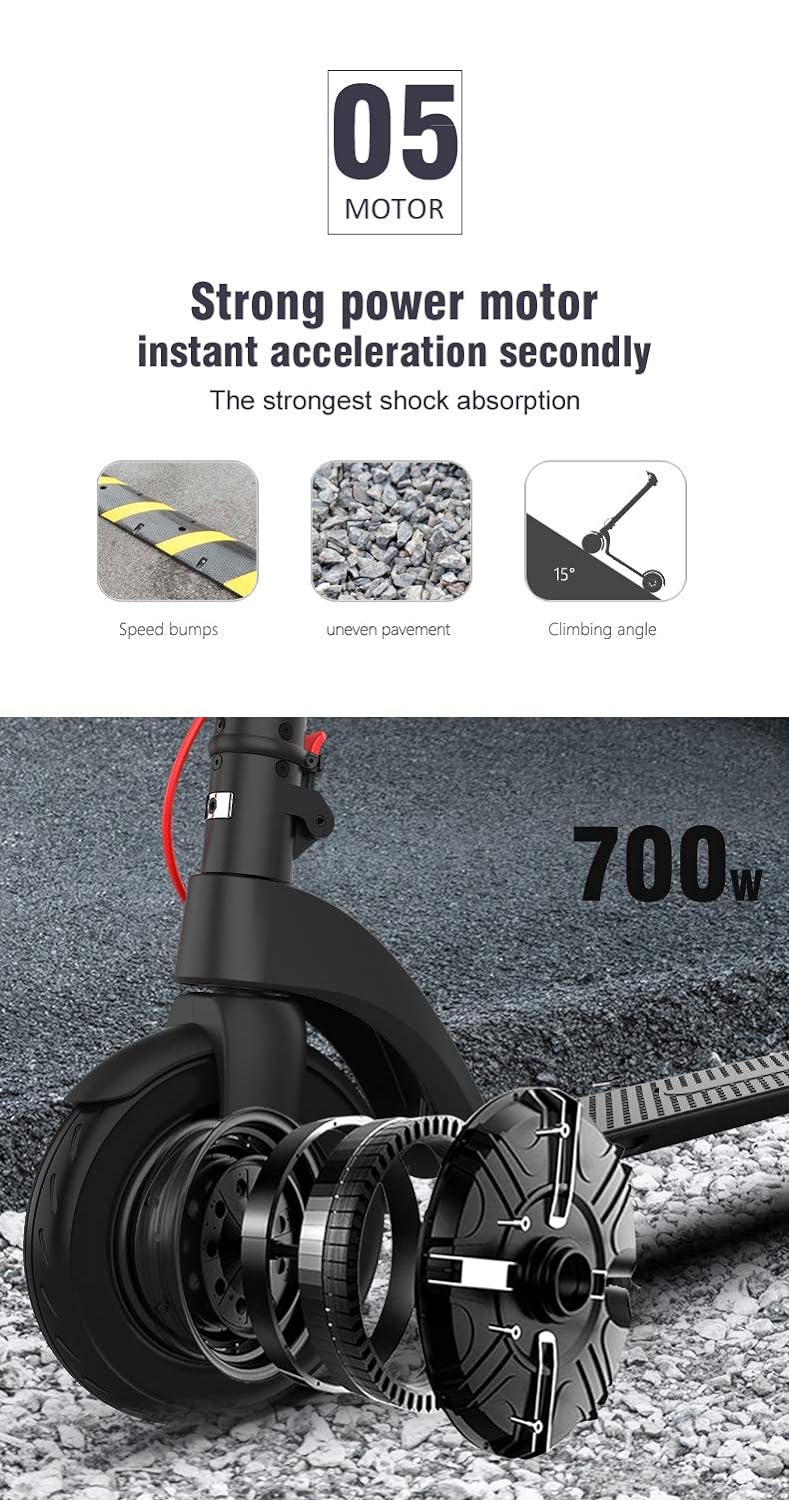 05
MOTOR
Strong power motor
instant acceleration secondly
The strongest shock absorption
15°
Speed bumps
uneven pavement
Climbing angle
700W